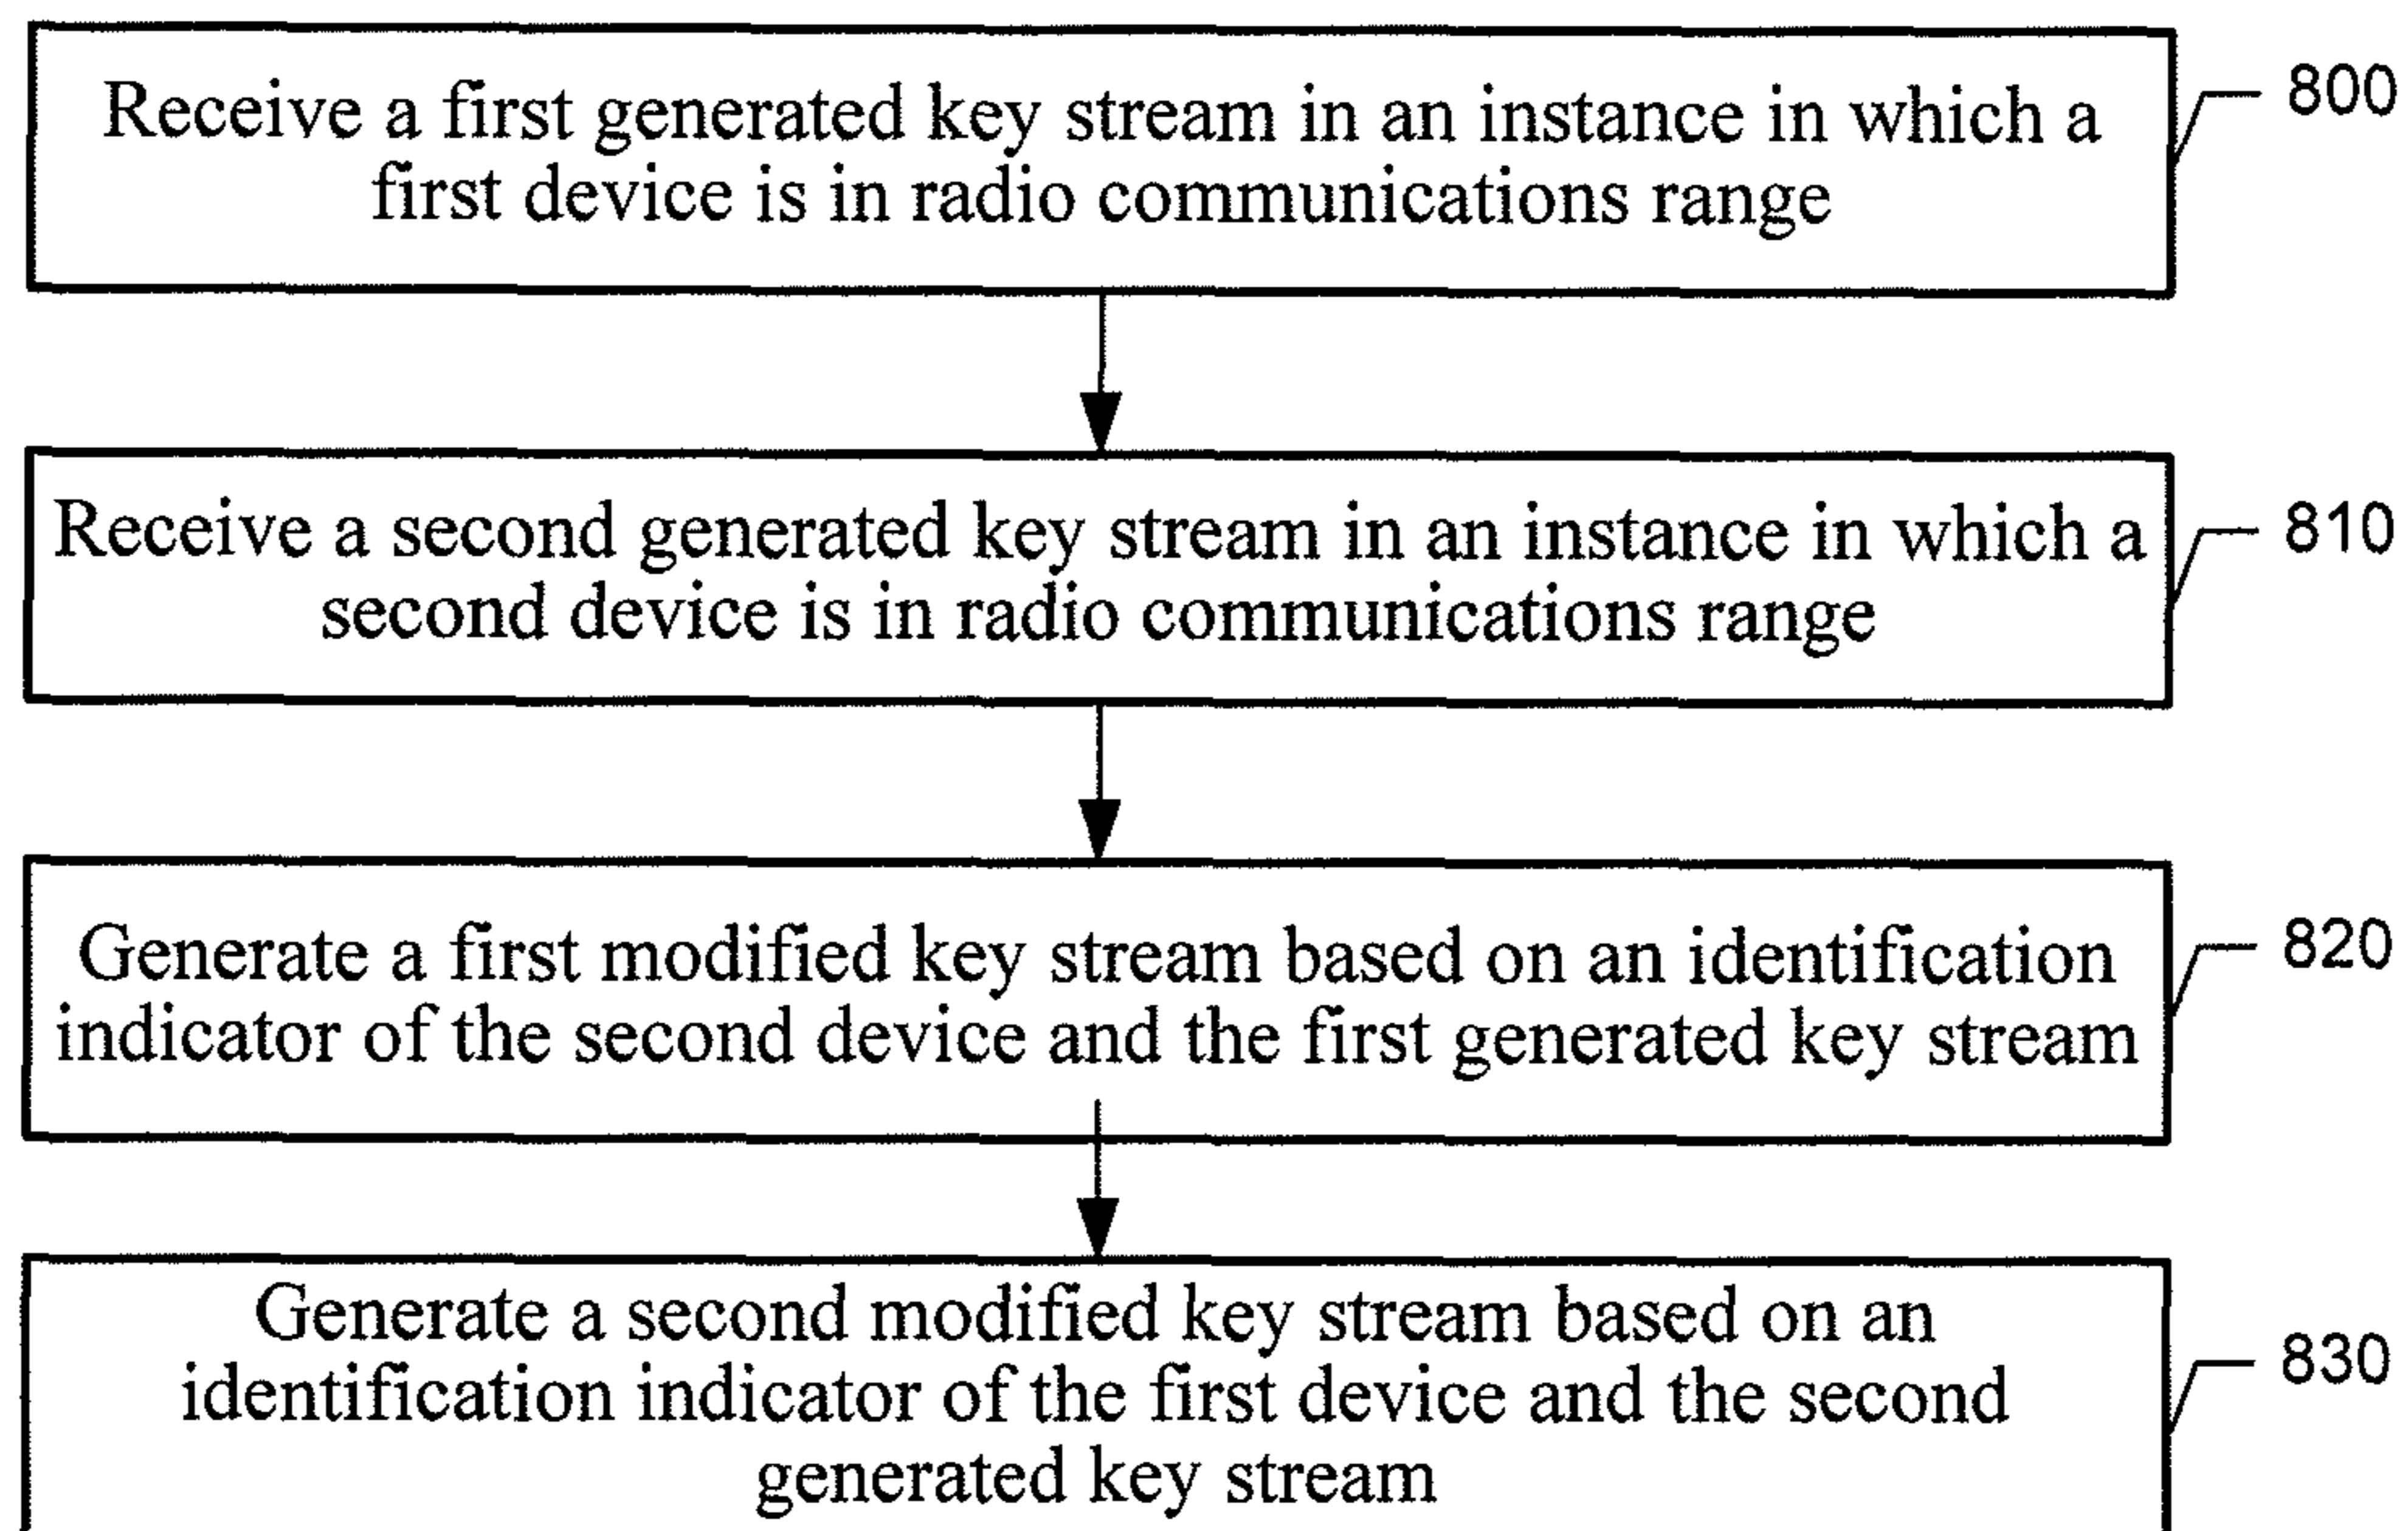 Receive a first generated key stream in an instance in which a
first device is in radio communications range
800
Receive a second generated key stream in an instance in which a
second device is in radio communications range
810
Generate a first modified key stream based on an identification
indicator of the second device and the first generated key stream
820
Generate a second modified key stream based on an
identification indicator of the first device and the second
generated key stream
830